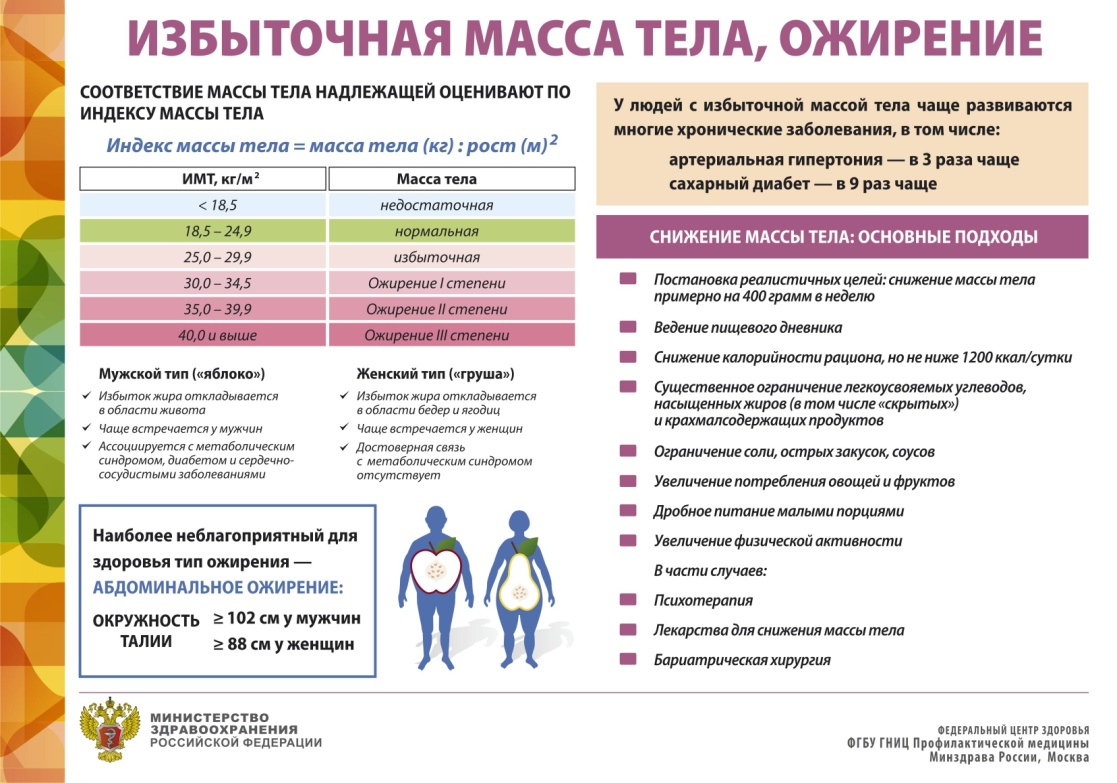 ИЗБЫТОЧНАЯ МАССА ТЕЛА, ОЖИРЕНИЕ
СООТВЕТСТВИЕ МАССЫ ТЕЛА НАДЛЕЖАЩЕЙ ОЦЕНИВАЮТ ПО
ИНДЕКСУ МАССЫ ТЕЛА
Индекс массы тела = масса тела (кг) : рост (м)²
ИМТ, кг/м² Масса тела
< 18,5 недостаточная
18,5 – 24,9 нормальная
25,0 – 29,9 избыточная
30,0 – 34,5 Ожирение I степени
35,0 – 39,9 Ожирение II степени
40,0 и выше Ожирение III степени
Мужской тип («яблоко»)
Избыток жира откладывается
в области живота
Чаще встречается у мужчин
Ассоциируется с метаболическим
синдромом, диабетом и сердечно-
сосудистыми заболеваниями
Женский тип («груша»)
Избыток жира откладывается
в области бедер и ягодиц
Чаще встречается у женщин
Достоверная связь
с метаболическим синдромом
отсутствует
Наиболее неблагоприятный для
здоровья тип ожирения —
АБДОМИНАЛЬНОЕ ОЖИРЕНИЕ:
ОКРУЖНОСТЬ
ТАЛИИ
≥ 102 см у мужчин
≥ 88 см у женщин
У людей с избыточной массой тела чаще развиваются
многие хронические заболевания, в том числе:
артериальная гипертония — в 3 раза чаще
сахарный диабет — в 9 раз чаще
СНИЖЕНИЕ МАССЫ ТЕЛА: ОСНОВНЫЕ ПОДХОДЫ
Постановка реалистичных целей: снижение массы тела
примерно на 400 грамм в неделю
Ведение пищевого дневника
Снижение калорийности рациона, но не ниже 1200 ккал/сутки
Существенное ограничение легкоусвояемых углеводов,
насыщенных жиров (в том числе «скрытых»)
и крахмалсодержащих продуктов
Ограничение соли, острых закусок, соусов
Увеличение потребления овощей и фруктов
Дробное питание малыми порциями
Увеличение физической активности
В части случаев:
Психотерапия
Лекарства для снижения массы тела
Бариатрическая хирургия
МИНИСТЕРСТВО
ЗДРАВООХРАНЕНИЯ
РОССИЙСКОЙ ФЕДЕРАЦИИ
ФЕДЕРАЛЬНЫЙ ЦЕНТР ЗДОРОВЬЯ
ФГБУ ГНИЦ Профилактической медицины
Минздрава России, Москва